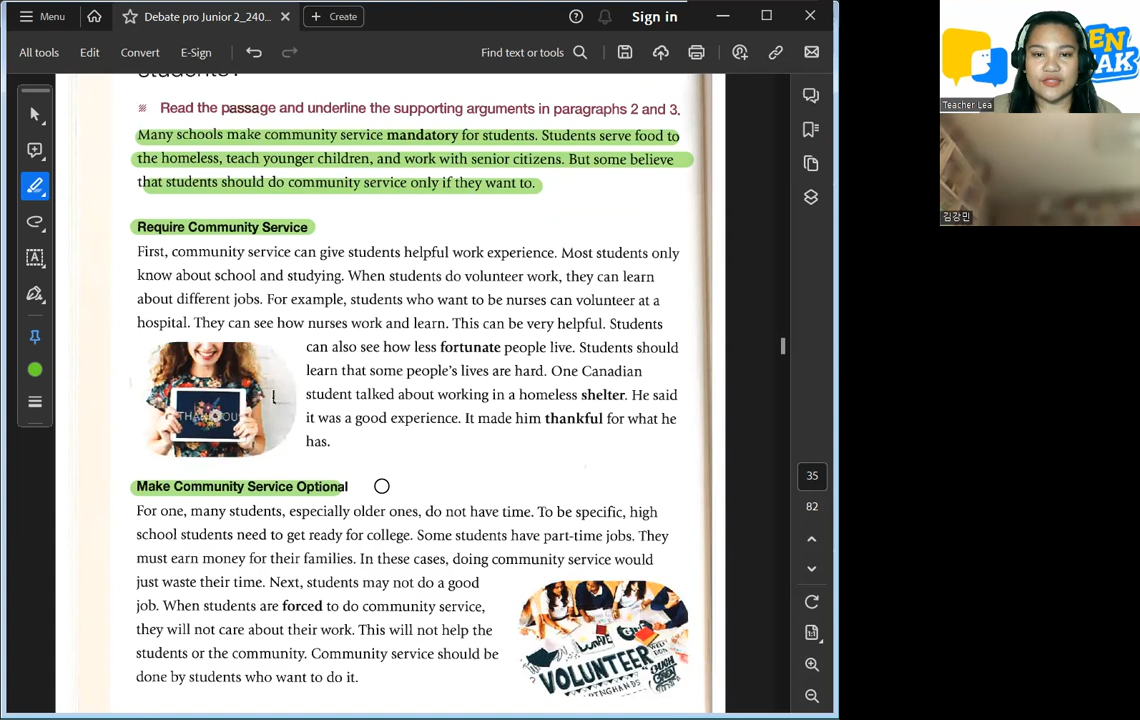 Menu
Debate pro Junior 2_240...
Create
Sign in
All tools
Edit
Convert
E-Sign
Find text or tools
students?
Read the passage and underline the supporting arguments in paragraphs 2 and 3.
Many schools make community service mandatory for students. Students serve food to
the homeless, teach younger children, and work with senior citizens. But some believe
that students should do community service only if they want to.
Require Community Service
First, community service can give students helpful work experience. Most students only
know about school and studying. When students do volunteer work, they can learn
about different jobs. For example, students who want to be nurses can volunteer at a
hospital. They can see how nurses work and learn. This can be very helpful. Students
can also see how less fortunate people live. Students should
learn that some people's lives are hard. One Canadian
student talked about working in a homeless shelter. He said
it was a good experience. It made him thankful for what he
has.
THANK YOU
Make Community Service Optional
For one, many students, especially older ones, do not have time. To be specific, high
school students need to get ready for college. Some students have part-time jobs. They
must earn money for their families. In these cases, doing community service would
just waste their time. Next, students may not do a good
job. When students are forced to do community service,
they will not care about their work. This will not help the
students or the community. Community service should be
done by students who want to do it.
DONATE
GIVE
VOLUNTEER
HELPING HANDS
35
82
EN
AK
Teacher Lea
김강민